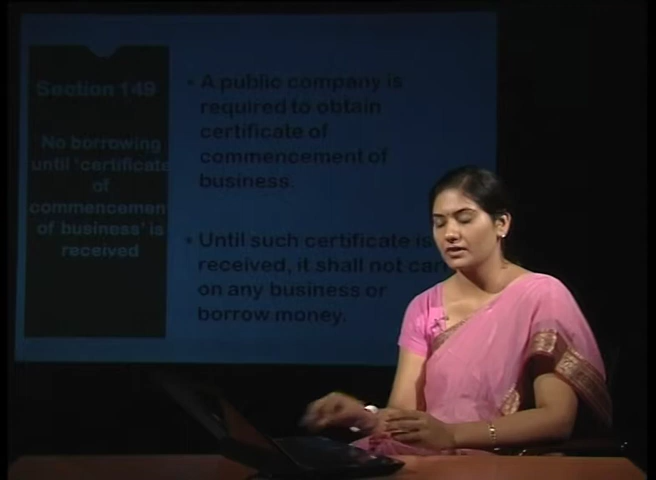 Section 149
No borrowing
until 'certificate
of
commencement
of business' is
received
• A public company is
required to obtain
certificate of
commencement of
business.
• Until such certificate is
received, it shall not
on any business or
borrow money.